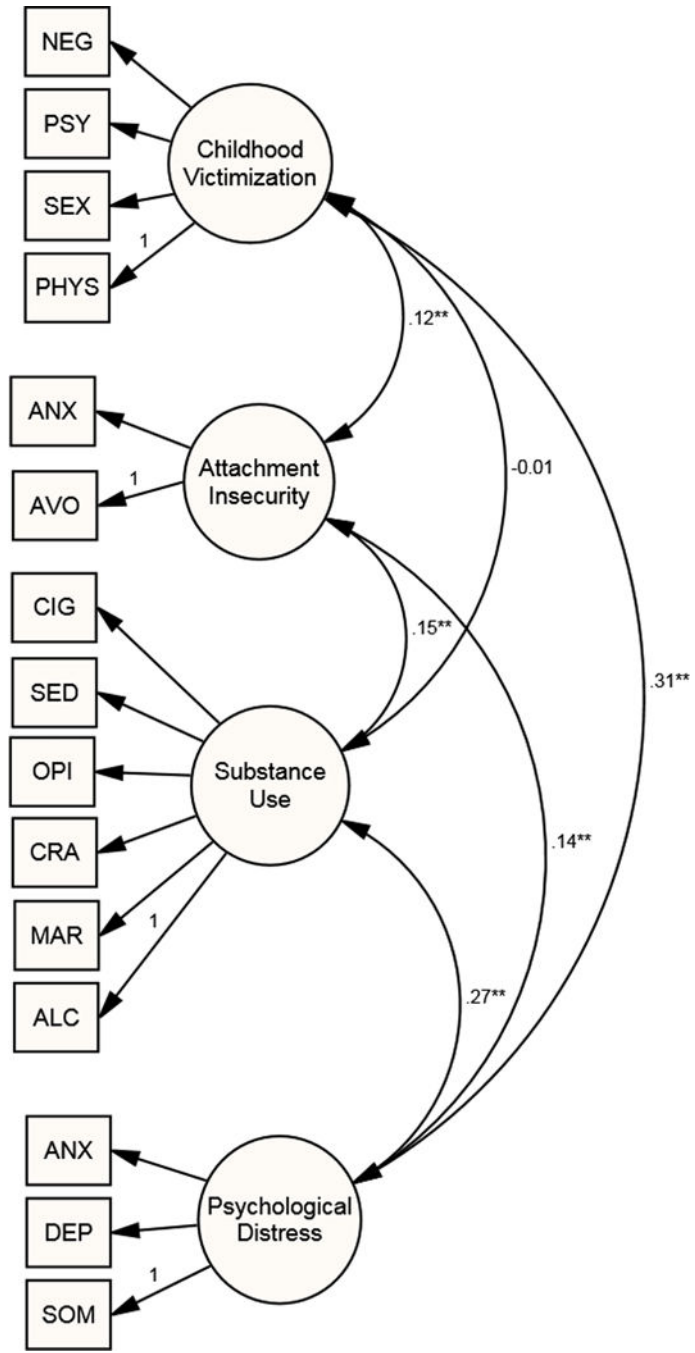 NEG
PSY
SEX
PHYS
1
Childhood
Victimization
.12**
-0.01
.31**
ANX
AVO
1
Attachment
Insecurity
.15**
.14**
CIG
SED
OPI
CRA
MAR
ALC
1
Substance
Use
.27**
ANX
DEP
SOM
1
Psychological
Distress